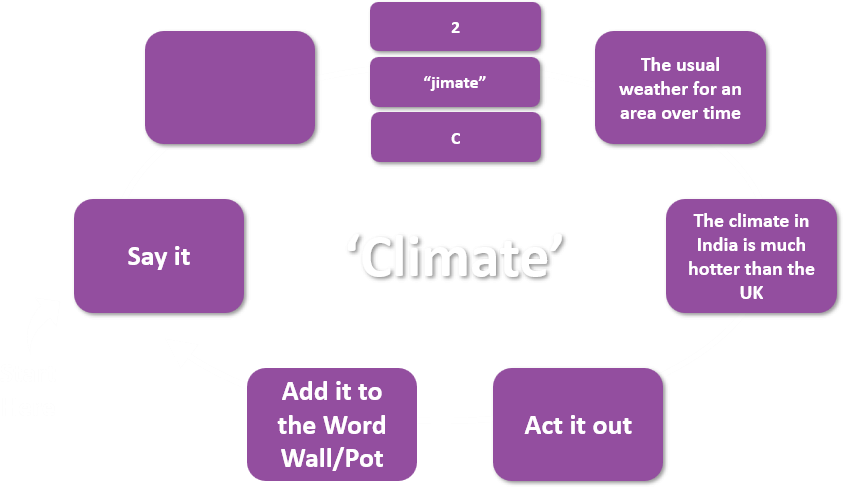 2
“jimate”
C
The usual
weather for an
area over time
Say it
‘Climate’
The climate in
India is much
hotter than the
UK
Add it to
the Word
Wall/Pot
Act it out